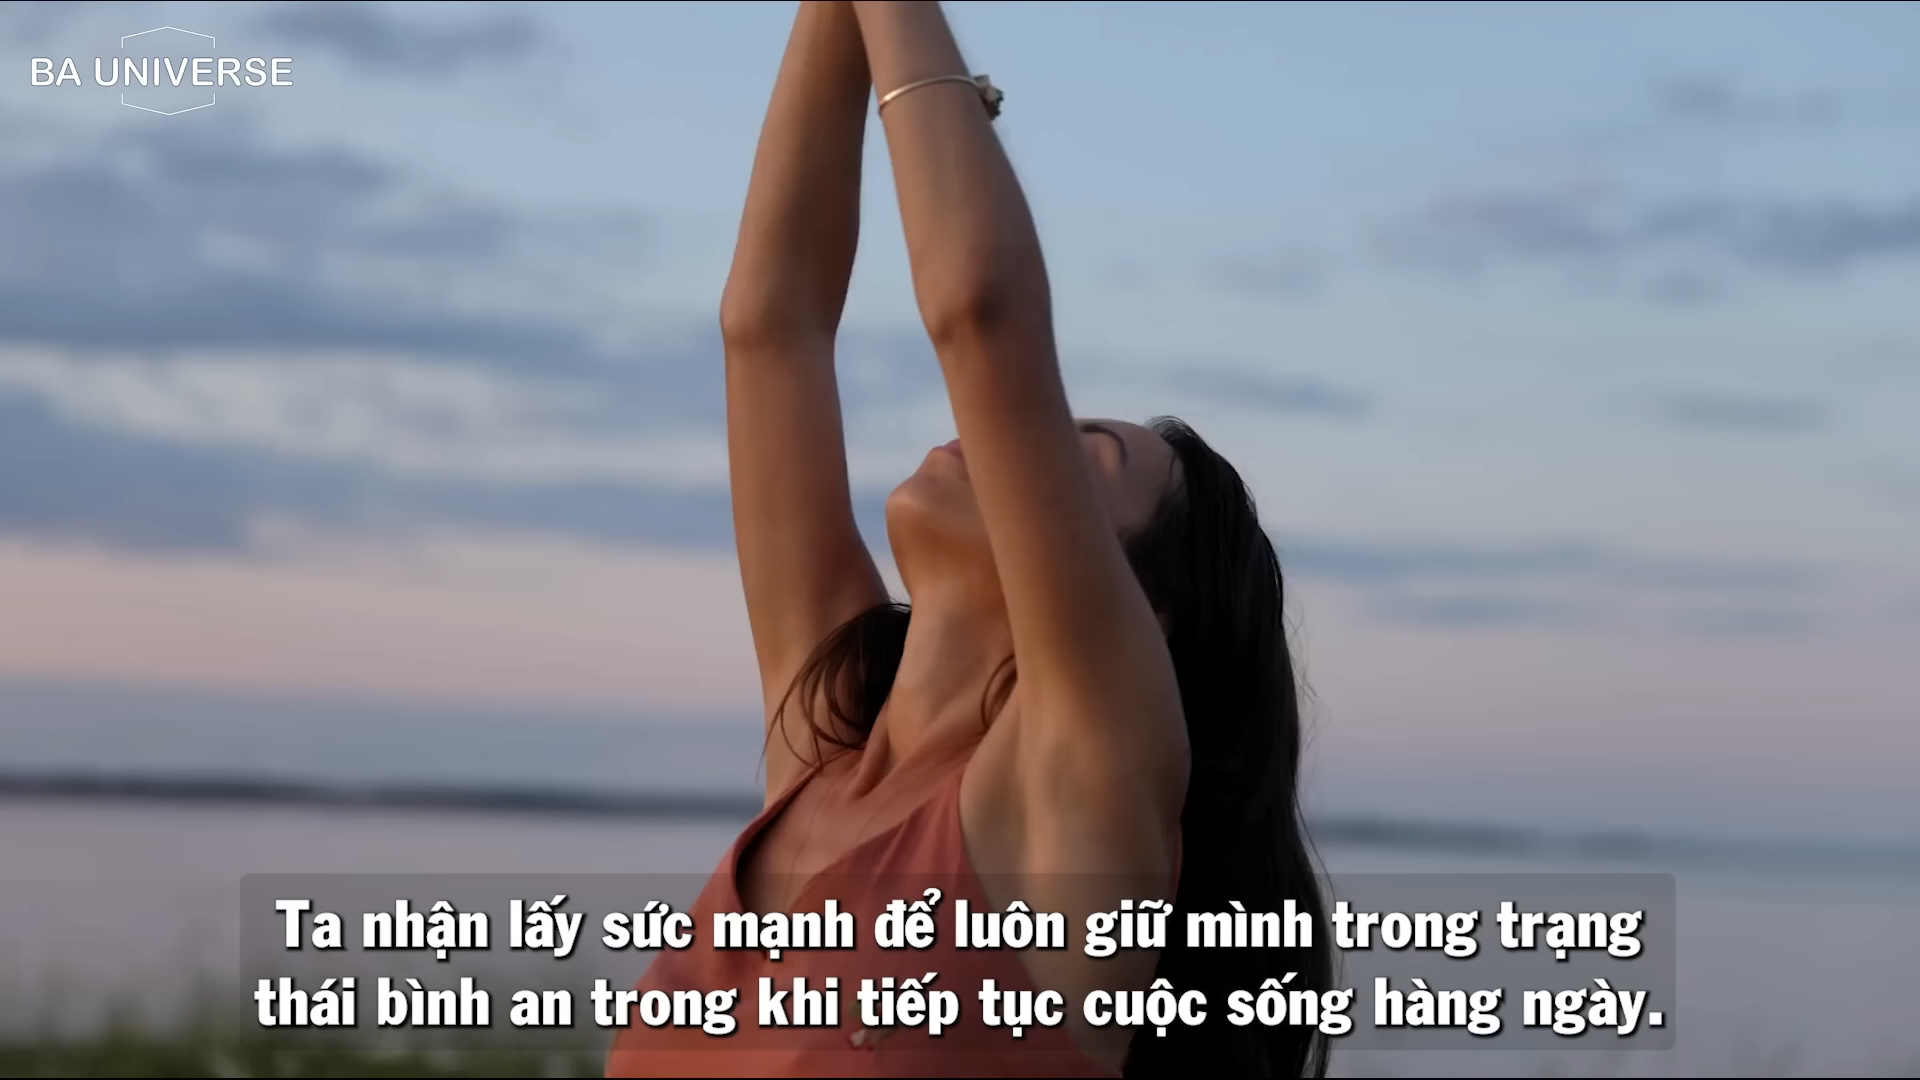 BA UNIVERSE
Ta nhận lấy sức mạnh để luôn giữ mình trong trạng
thái bình an trong khi tiếp tục cuộc sống hàng ngày.